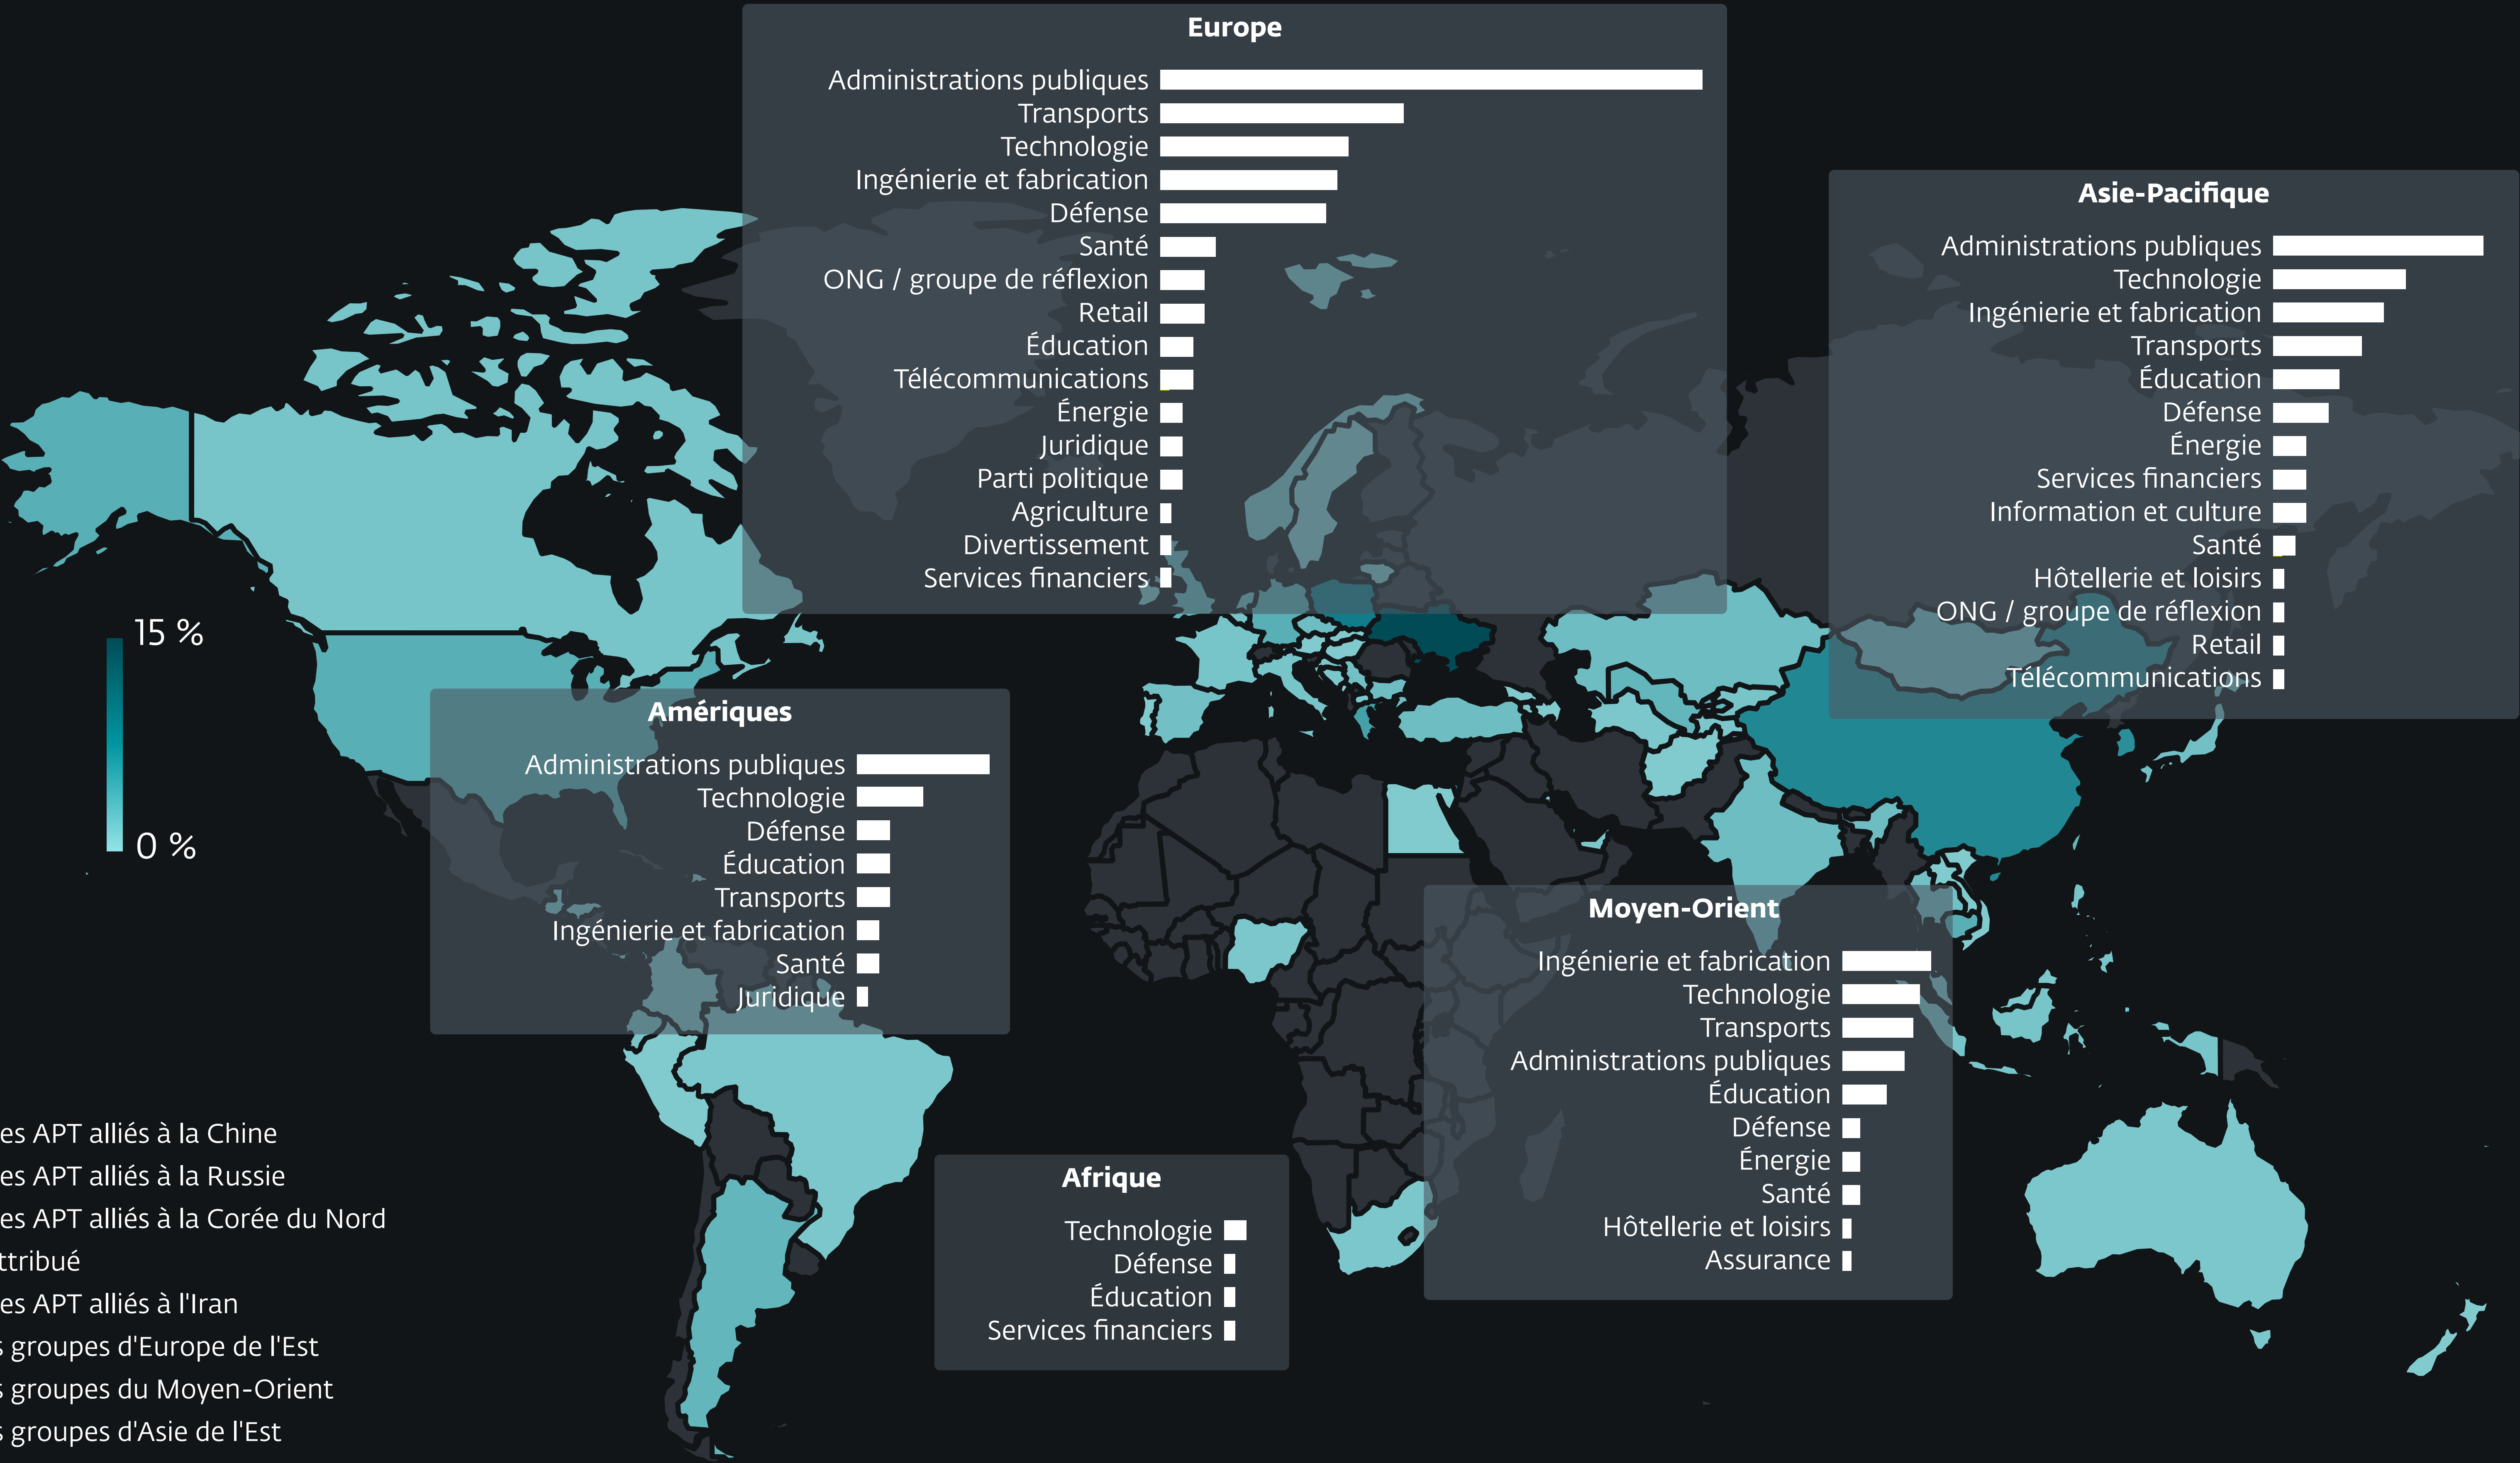 Europe
Administrations publiques
Transports
Technologie
Ingénierie et fabrication
Défense
Santé
ONG / groupe de réflexion
Retail
Éducation
Télécommunications
Énergie
Juridique
Parti politique
Agriculture
Divertissement
Services financiers
Asie-Pacifique
Administrations publiques
Technologie
Ingénierie et fabrication
Transports
Éducation
Défense
Énergie
Services financiers
Information et culture
Santé
Hôtellerie et loisirs
ONG / groupe de réflexion
Retail
Télécommunications
15 %
0 %
Amériques
Administrations publiques
Technologie
Défense
Éducation
Transports
Ingénierie et fabrication
Santé
Juridique
Moyen-Orient
Ingénierie et fabrication
Technologie
Transports
Administrations publiques
Éducation
Défense
Énergie
Santé
Hôtellerie et loisirs
Assurance
Afrique
Technologie
Défense
Éducation
Services financiers
es APT alliés à la Chine
es APT alliés à la Russie
es APT alliés à la Corée du Nord
ttribué
es APT alliés à l'Iran
s groupes d'Europe de l'Est
s groupes du Moyen-Orient
s groupes d'Asie de l'Est